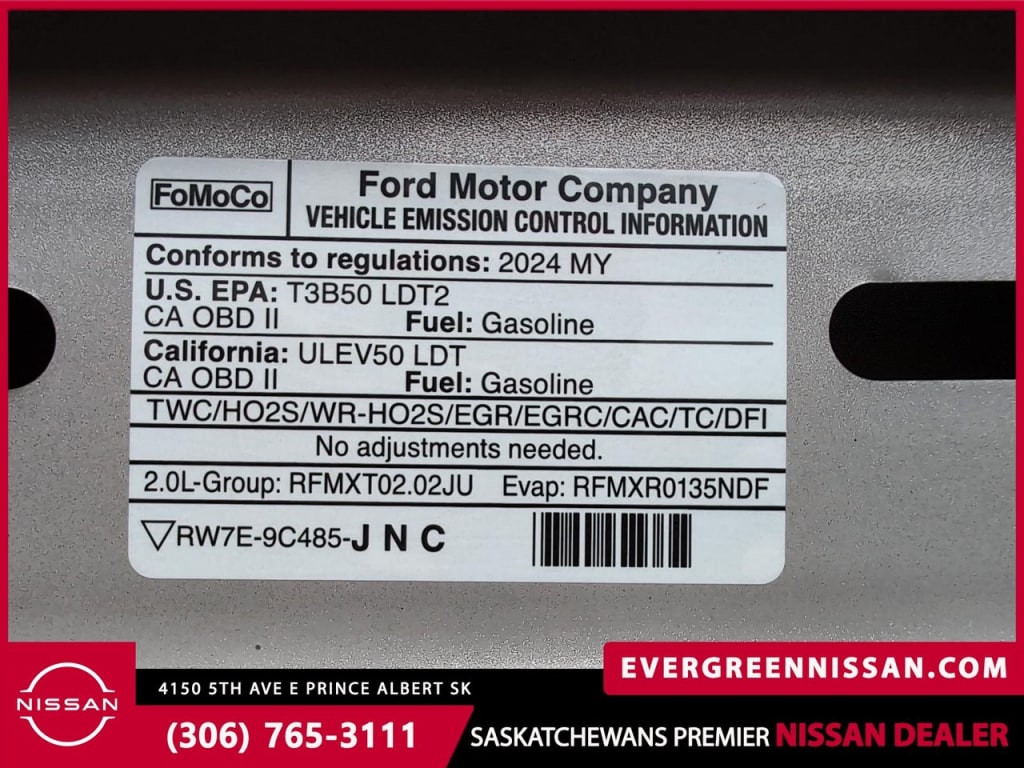 FoMoCo
Ford Motor Company
VEHICLE EMISSION CONTROL INFORMATION
Conforms to regulations: 2024 MY
U.S. EPA: T3B50 LDT2
CA OBD II Fuel: Gasoline
California: ULEV50 LDT
CA OBD II Fuel: Gasoline
TWC/HO2S/WR-HO2S/EGR/EGRC/CAC/TC/DFI
No adjustments needed.
2.0L-Group: RFMXT02.02JU Evap: RFMXR0135NDF
RW7E-9C485-J N C
EVERGREENNISSAN.COM
NISSAN
4150 5TH AVE E PRINCE ALBERT SK
(306) 765-3111
SASKATCHEWANS PREMIER NISSAN DEALER